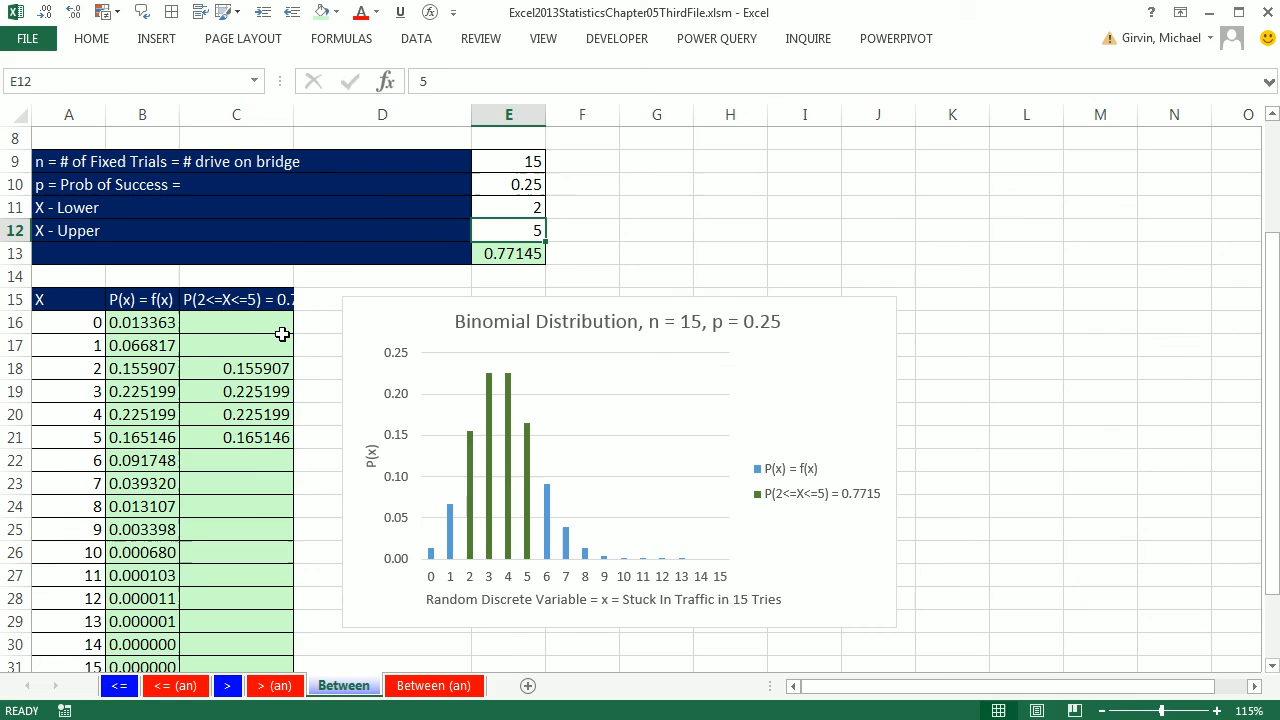 Excel2013StatisticsChapter05ThirdFile.xlsm - Excel
FILE HOME INSERT PAGE LAYOUT FORMULAS DATA REVIEW VIEW DEVELOPER POWER QUERY INQUIRE POWERPIVOT Girvin, Michael
E12 fx 5
A B C D E F G H I J K L M N O
8
9 n = # of Fixed Trials = # drive on bridge 15
10 p = Prob of Success = 0.25
11 X - Lower 2
12 X - Upper 5
13 0.77145
14
15 X P(x) = f(x) P(2<=X<=5) = 0.7
16 0 0.013363
17 1 0.066817
18 2 0.155907 0.155907
19 3 0.225199 0.225199
20 4 0.225199 0.225199
21 5 0.165146 0.165146
22 6 0.091748
23 7 0.039320
24 8 0.013107
25 9 0.003398
26 10 0.000680
27 11 0.000103
28 12 0.000011
29 13 0.000001
30 14 0.000000
31 15 0.000000
Binomial Distribution, n = 15, p = 0.25
0.25
0.20
0.15
0.10
0.05
0.00
P(x)
0 1 2 3 4 5 6 7 8 9 10 11 12 13 14 15
Random Discrete Variable = x = Stuck In Traffic in 15 Tries
P(x) = f(x)
P(2<=X<=5) = 0.7715
<= <= (an) > > (an) Between Between (an)
READY 115%